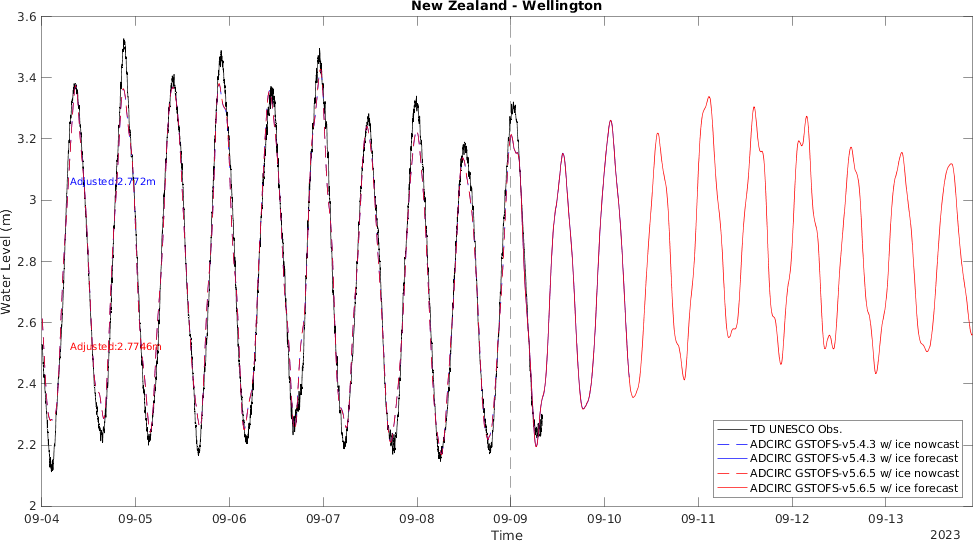 New Zealand - Wellington
3.6
3.4
3.2
3
2.8
2.6
2.4
2.2
2
Water Level (m)
Adjusted:2.772m
Adjusted:2.7746m
TD UNESCO Obs.
ADCIRC GSTOFS-v5.4.3 w/ ice nowcast
ADCIRC GSTOFS-v5.4.3 w/ ice forecast
ADCIRC GSTOFS-v5.6.5 w/ ice nowcast
ADCIRC GSTOFS-v5.6.5 w/ ice forecast
09-04 09-05 09-06 09-07 09-08 09-09 09-10 09-11 09-12 09-13
Time
2023